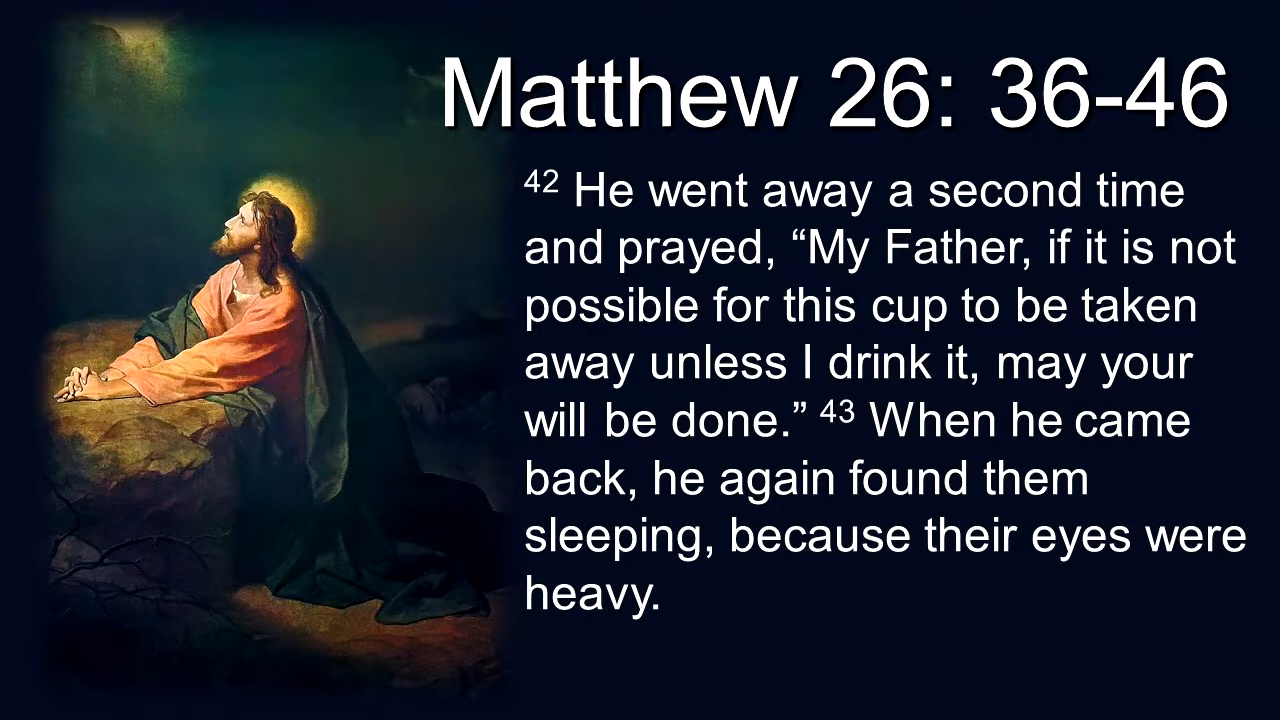 Matthew 26: 36-46
42 He went away a second time
and prayed, “My Father, if it is not
possible for this cup to be taken
away unless I drink it, may your
will be done.” 43 When he came
back, he again found them
sleeping, because their eyes were
heavy.